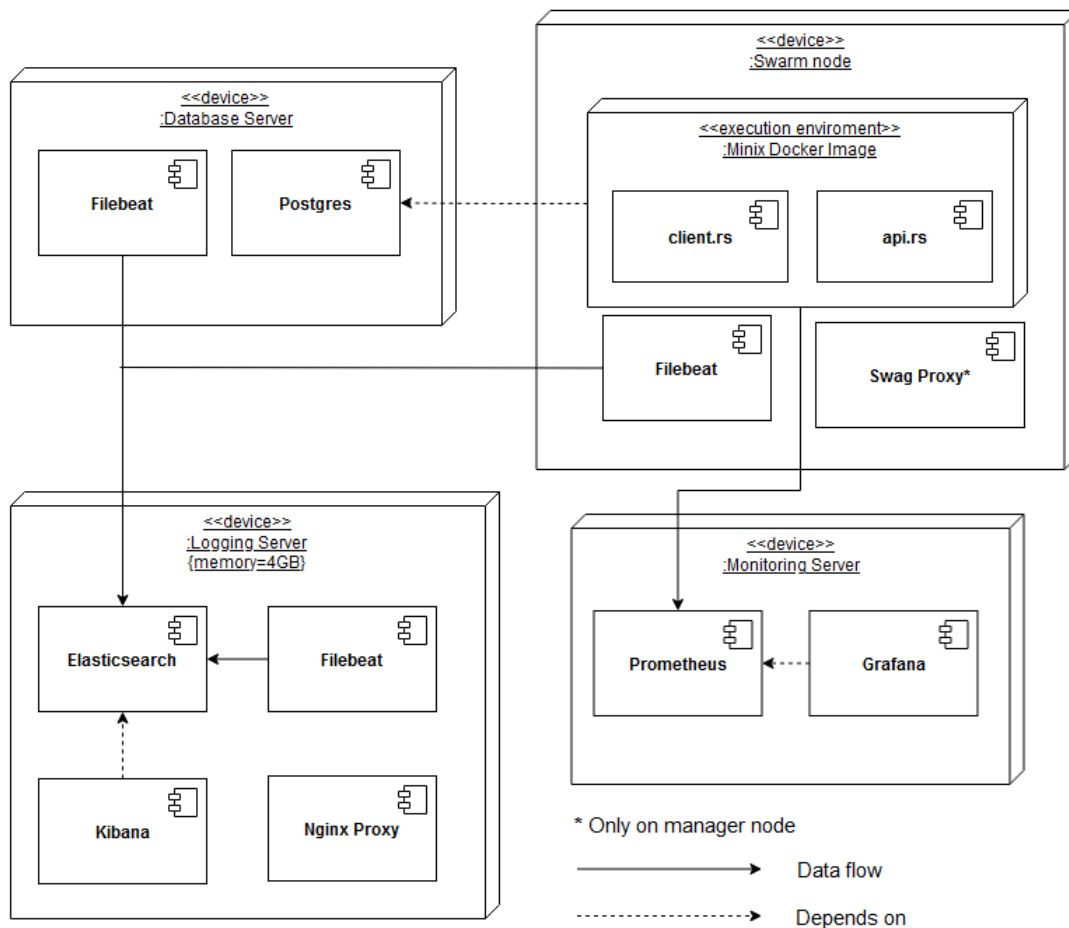 <<device>>
:Swarm node
<<device>>
:Database Server
<<execution enviroment>>
:Minix Docker Image
Filebeat
Postgres
client.rs
api.rs
Filebeat
Swag Proxy*
<<device>>
:Logging Server
{memory=4GB}
<<device>>
:Monitoring Server
Elasticsearch
Filebeat
Prometheus
Grafana
Kibana
Nginx Proxy
* Only on manager node
Data flow
Depends on